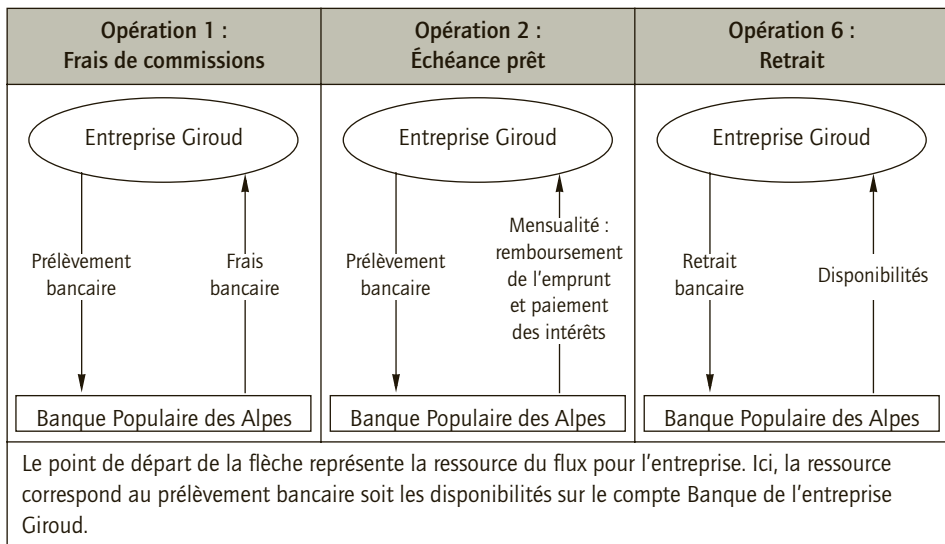 Opération 1 :
Frais de commissions
Opération 2 :
Échéance prêt
Opération 6 :
Retrait
Entreprise Giroud
Entreprise Giroud
Entreprise Giroud
Prélèvement
bancaire
Frais
bancaire
Prélèvement
bancaire
Mensualité :
remboursement
de l'emprunt
et paiement
des intérêts
Retrait
bancaire
Disponibilités
Banque Populaire des Alpes
Banque Populaire des Alpes
Banque Populaire des Alpes
Le point de départ de la flèche représente la ressource du flux pour l'entreprise. Ici, la ressource
correspond au prélèvement bancaire soit les disponibilités sur le compte Banque de l'entreprise
Giroud.